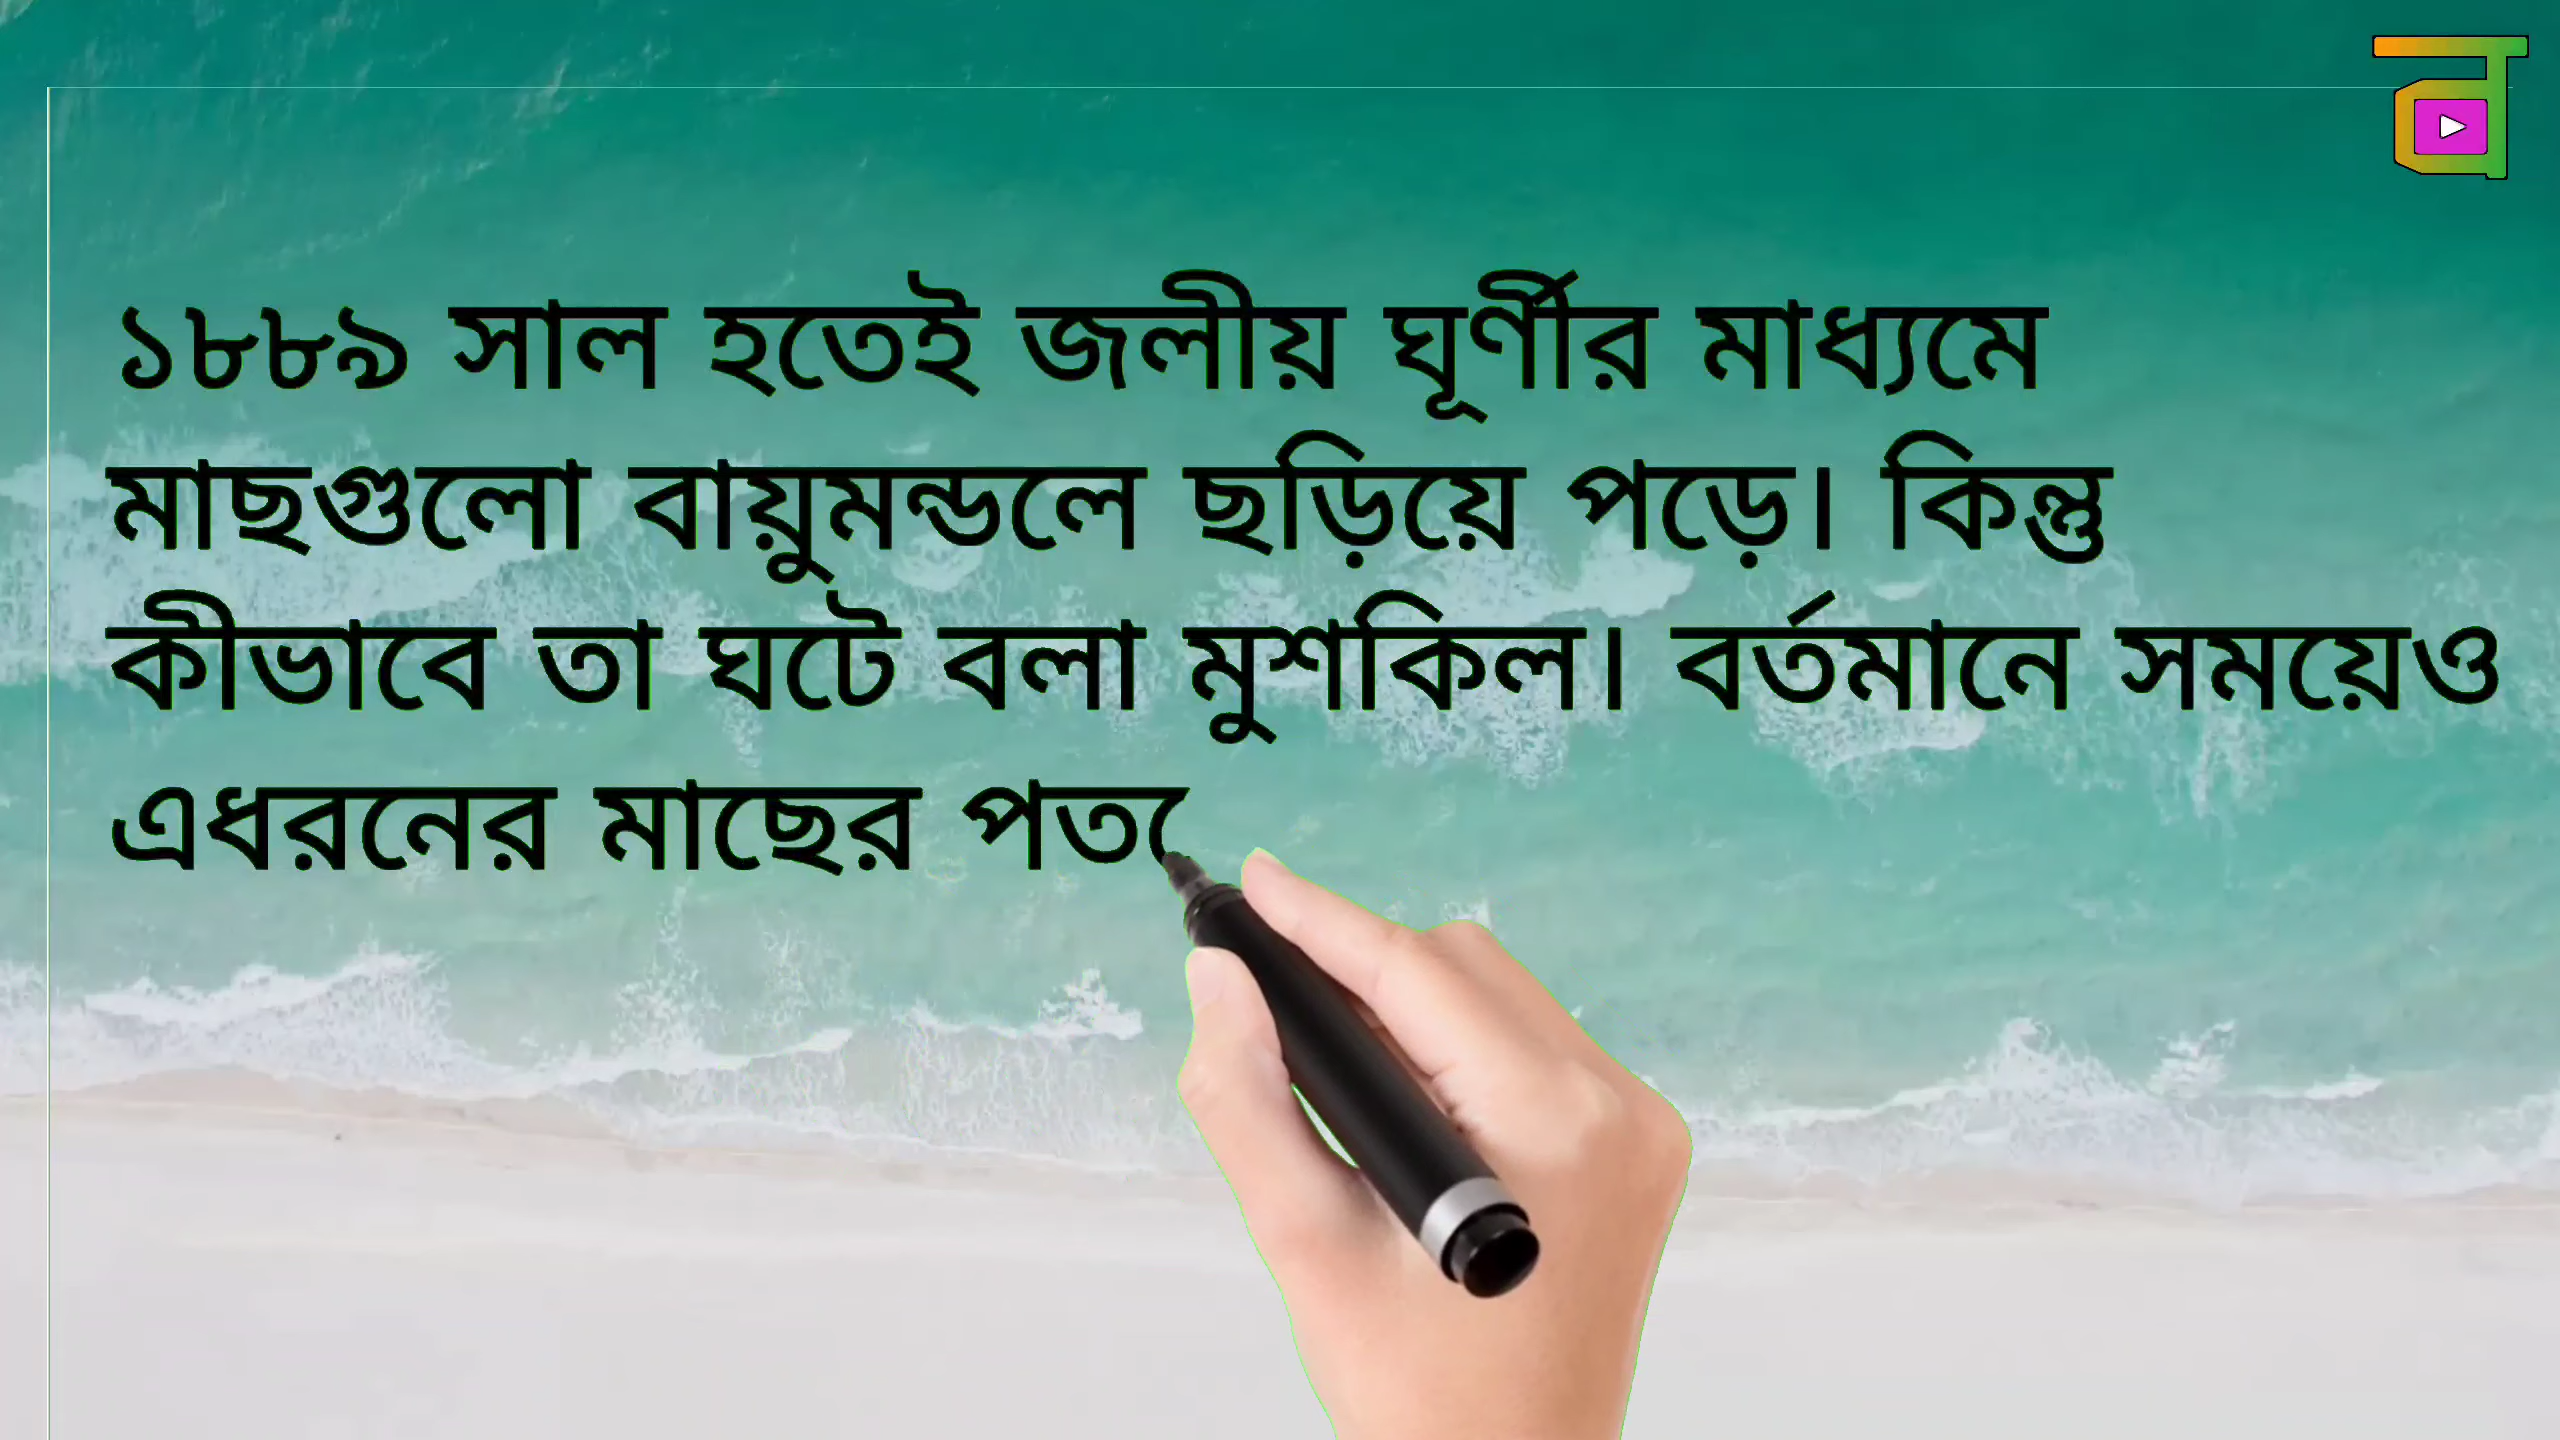 ১৮৮৯ সাল হতেই জলীয় ঘূর্ণীর মাধ্যমে
মাছগুলো বায়ুমন্ডলে ছড়িয়ে পড়ে। কিন্তু
কীভাবে তা ঘটে বলা মুশকিল। বর্তমানে সময়েও
এধরনের মাছের